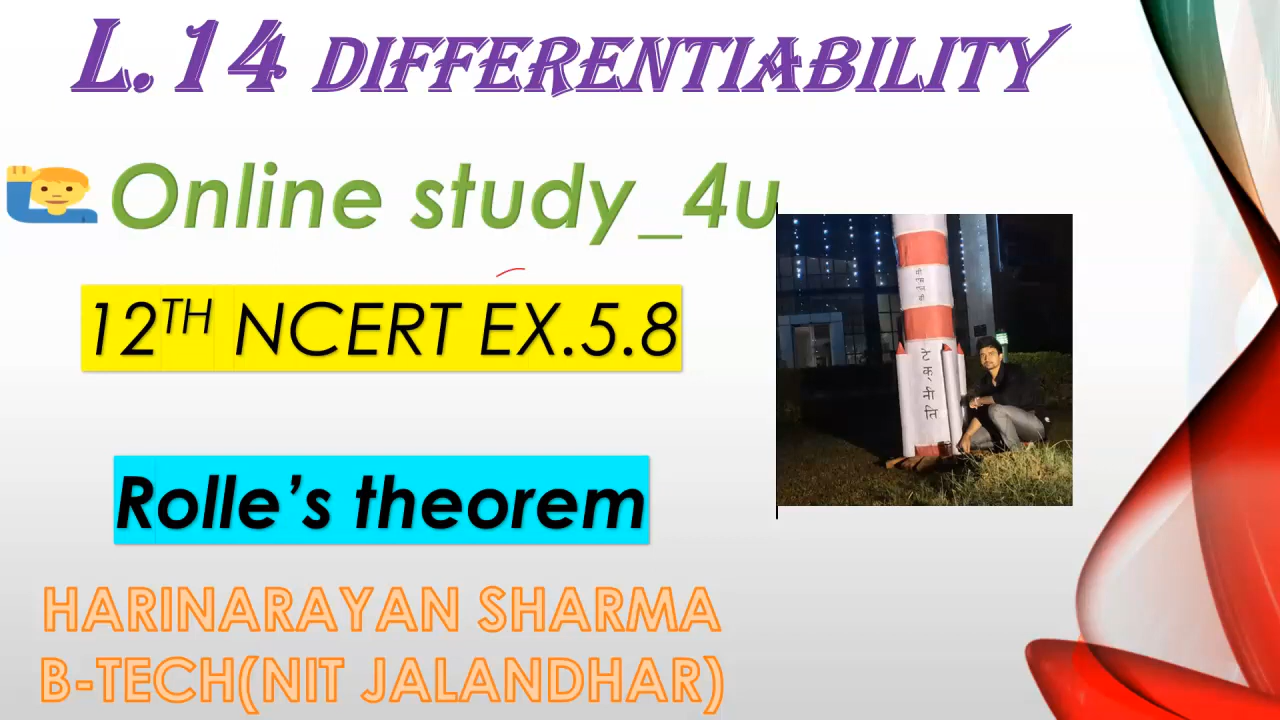 L.14 DIFFERENTIABILITY
Online study_4u
12TH NCERT EX.5.8
टेक्नीति
Rolle's theorem
HARINARAYAN SHARMA
B-TECH(NIT JALANDHAR)